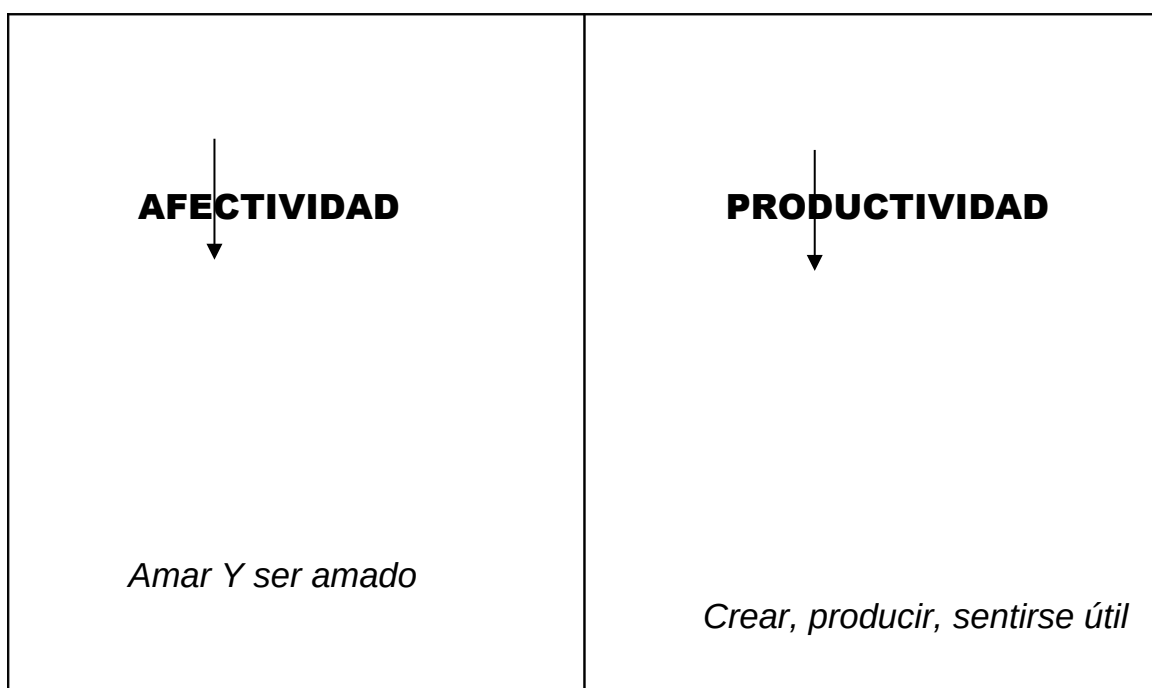 AFECTIVIDAD
PRODUCTIVIDAD
Amar Y ser amado
Crear, producir, sentirse útil